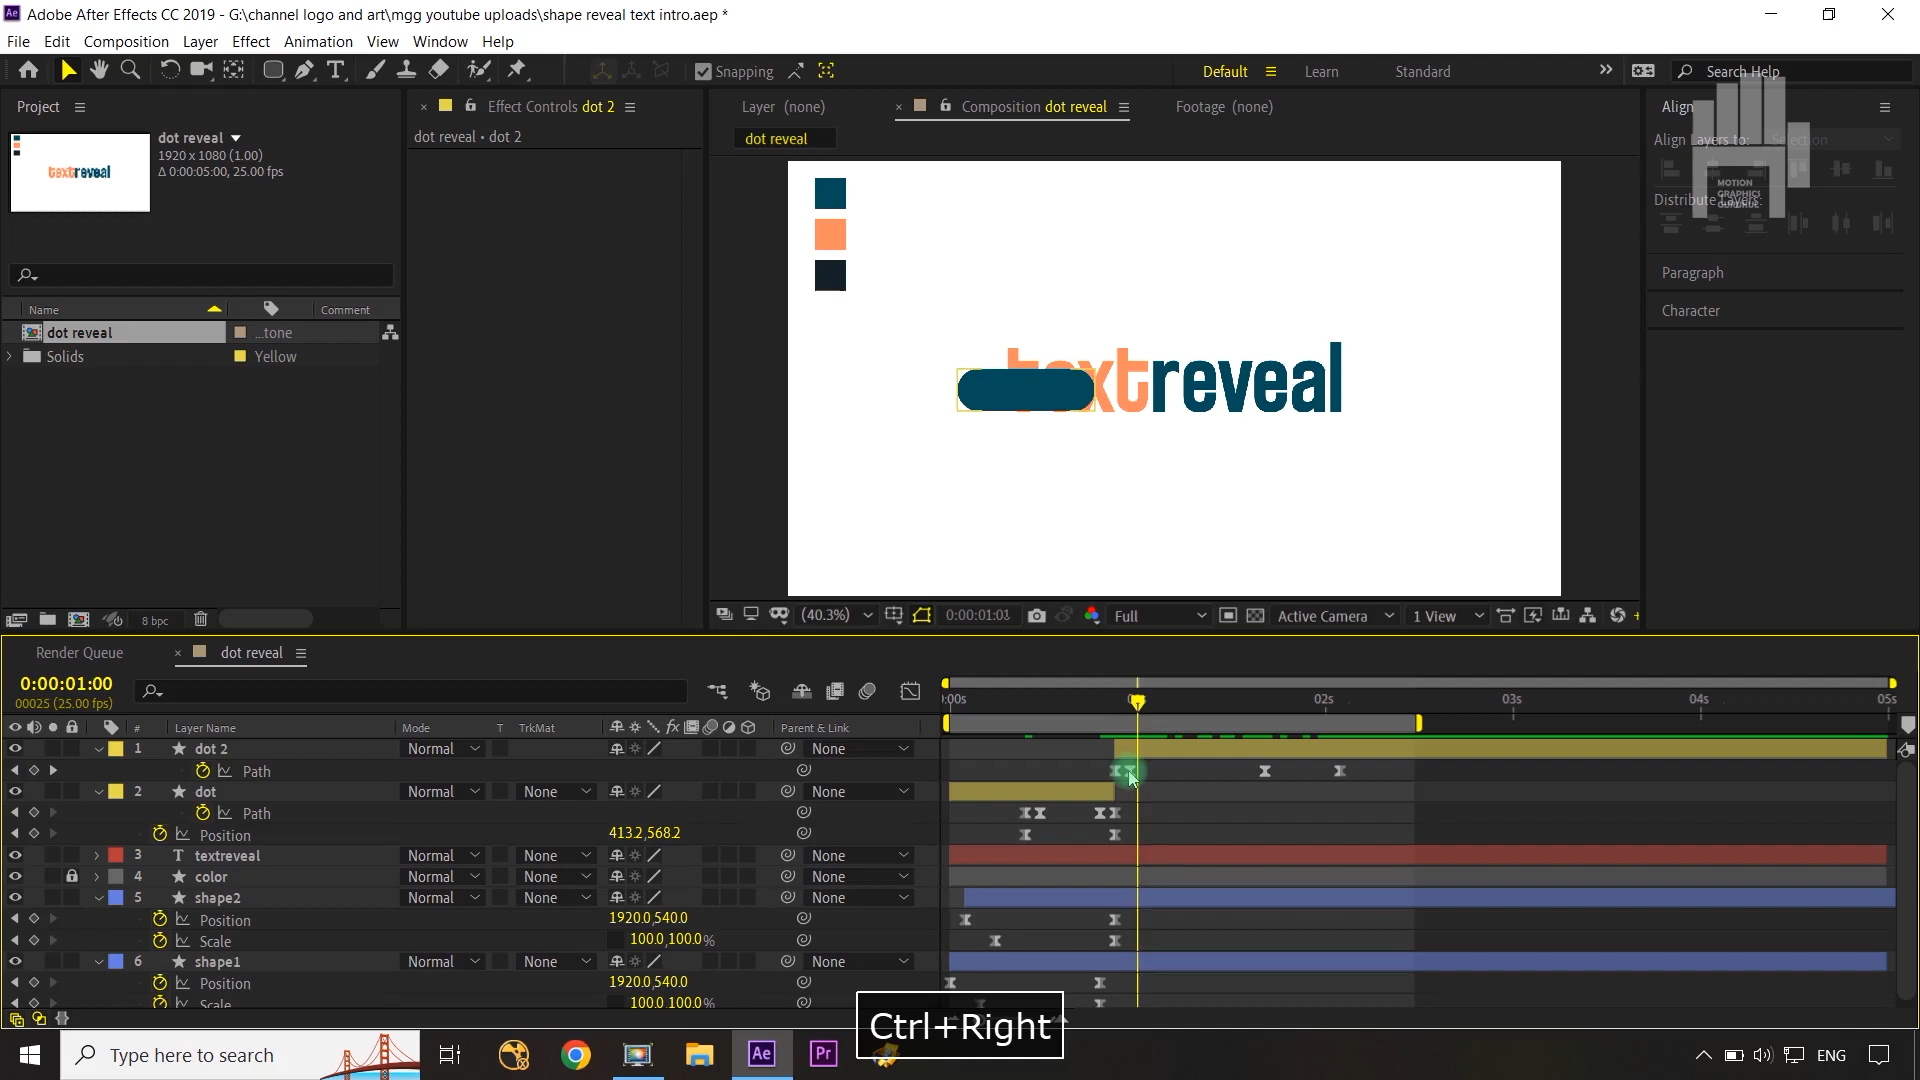 Adobe After Effects CC 2019 - G:\channel logo and art\mgg youtube uploads\shape reveal text intro.aep *
File Edit Composition Layer Effect Animation View Window Help
Snapping Default Learn Standard Search Help
Project Effect Controls dot 2 Layer (none) Composition dot reveal Footage (none) Align
dot reveal
1920 x 1080 (1.00)
Δ 0:00:05:00, 25.00 fps
textreveal
dot reveal • dot 2
dot reveal
Align Layers to: Selection
MOTION
GRAPHICS
Distribute Layers:
Paragraph
Character
Name Comment
dot reveal ...tone
Solids Yellow
textreveal
8 bpc
(40.3%) 0:00:01:01 Full Active Camera 1 View
Render Queue dot reveal
0:00:01:00
00025 (25.00 fps)
:00s 02s 03s 04s 05s
# Layer Name Mode T TrkMat fx Parent & Link
1 dot 2 Normal None
Path
2 dot Normal None None
Path
Position 413.2,568.2
3 T textreveal Normal None None
4 color Normal None None
5 shape2 Normal None None
Position 1920.0,540.0
Scale 100.0,100.0%
6 shape1 Normal None None
Position 1920.0,540.0
Scale 100.0,100.0%
Ctrl+Right
Type here to search Ae Pr ENG